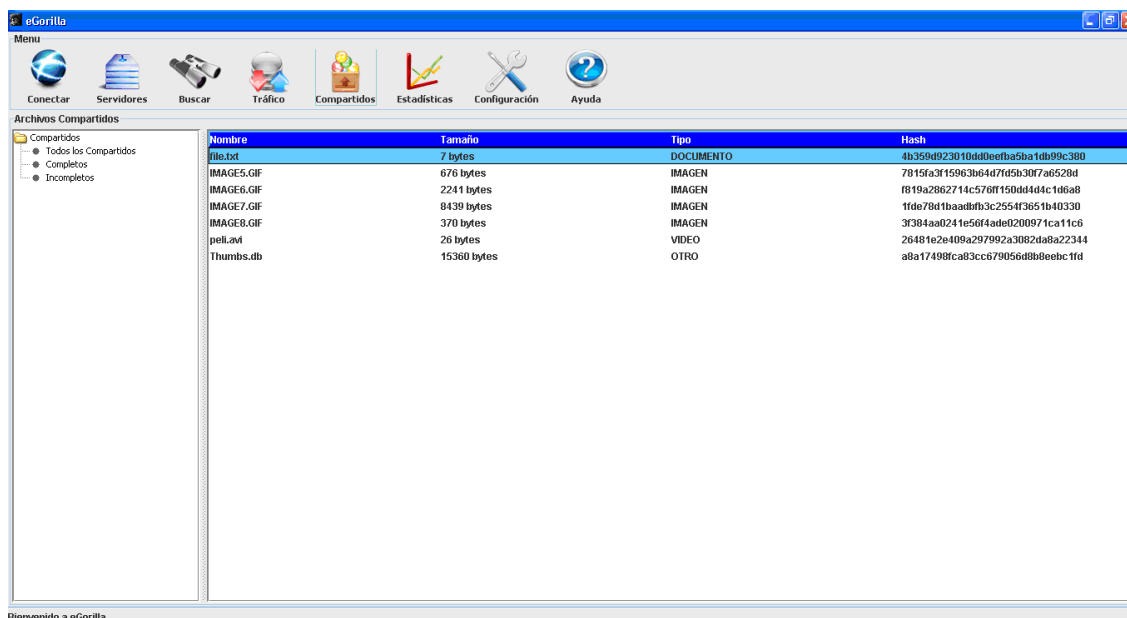 eGorilla
Menu
Conectar Servidores Buscar Tráfico Compartidos Estadísticas Configuración Ayuda
Archivos Compartidos
Compartidos
Todos los Compartidos
Completos
Incompletos
Nombre Tamaño Tipo Hash
file.txt 7 bytes DOCUMENTO 4b359d923010dd0eefba5ba1db99c380
IMAGE5.GIF 676 bytes IMAGEN 7815fa3f15963b64d7fd5b30f7a6528d
IMAGE6.GIF 2241 bytes IMAGEN f819a2862714c576ff150dd4d4c1d6a8
IMAGE7.GIF 8439 bytes IMAGEN 1fde78d1baadbfb3c2554f3651b40330
IMAGE8.GIF 370 bytes IMAGEN 3f384aa0241e56f4ade0200971ca11c6
peli.avi 26 bytes VIDEO 26481e2e409a297992a3082da8a22344
Thumbs.db 15360 bytes OTRO a8a17498fca83cc679056d8b8eebc1fd
Bienvenido a eGorilla